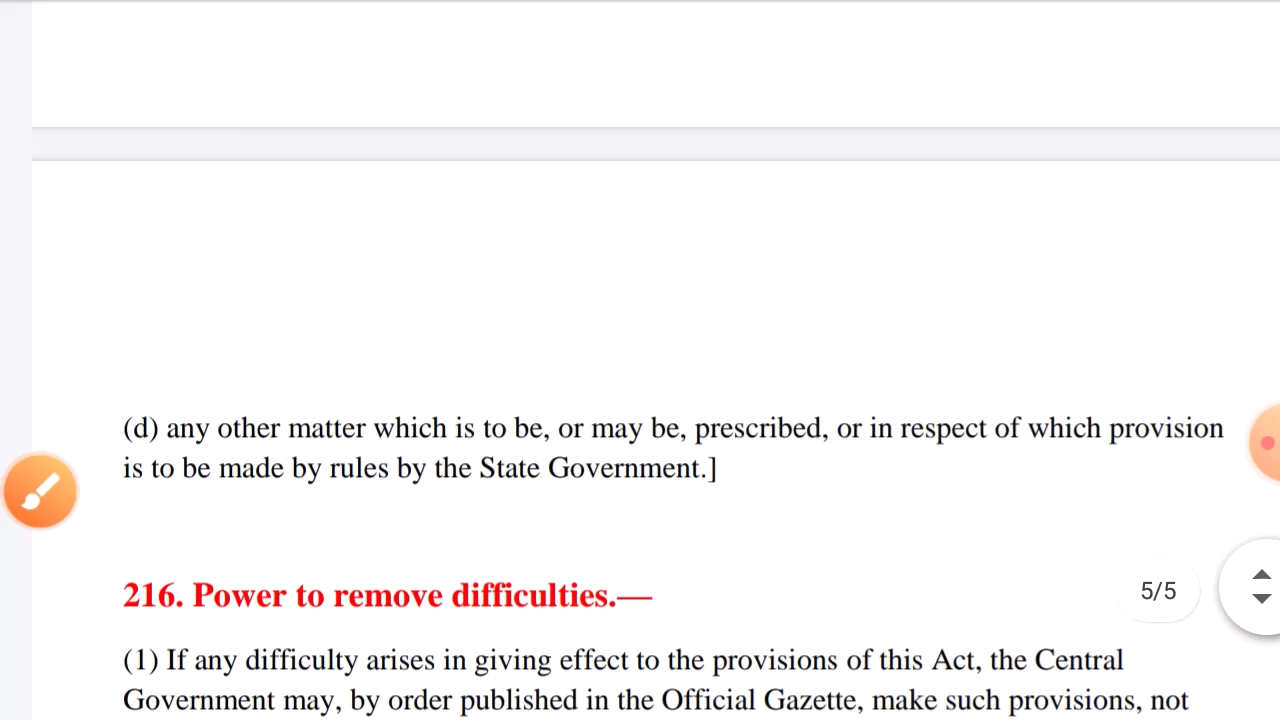 (d) any other matter which is to be, or may be, prescribed, or in respect of which provision
is to be made by rules by the State Government.]
216. Power to remove difficulties.—
5/5
(1) If any difficulty arises in giving effect to the provisions of this Act, the Central
Government may, by order published in the Official Gazette, make such provisions, not